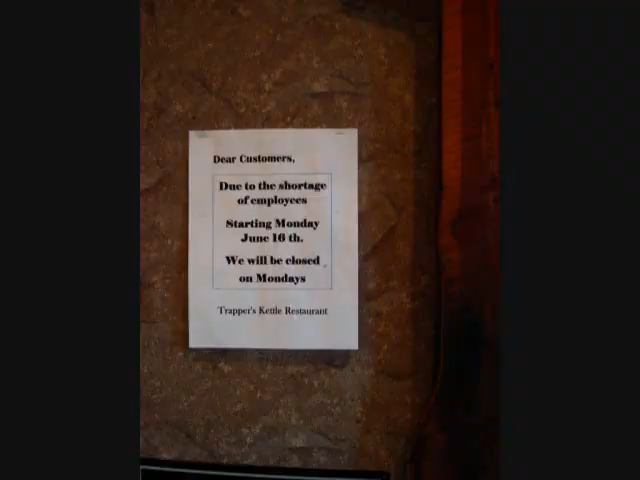 Dear Customers,
Due to the shortage
of employees
Starting Monday
June 16 th.
We will be closed
on Mondays
Trapper's Kettle Restaurant